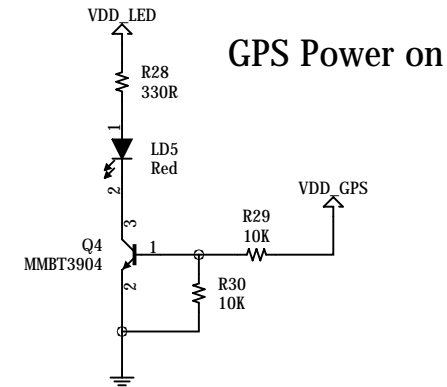 VDD_LED
GPS Power on
R28
330R
1
LD5
Red
2
VDD_GPS
3
R29
10K
Q4
MMBT3904
1
2
R30
10K